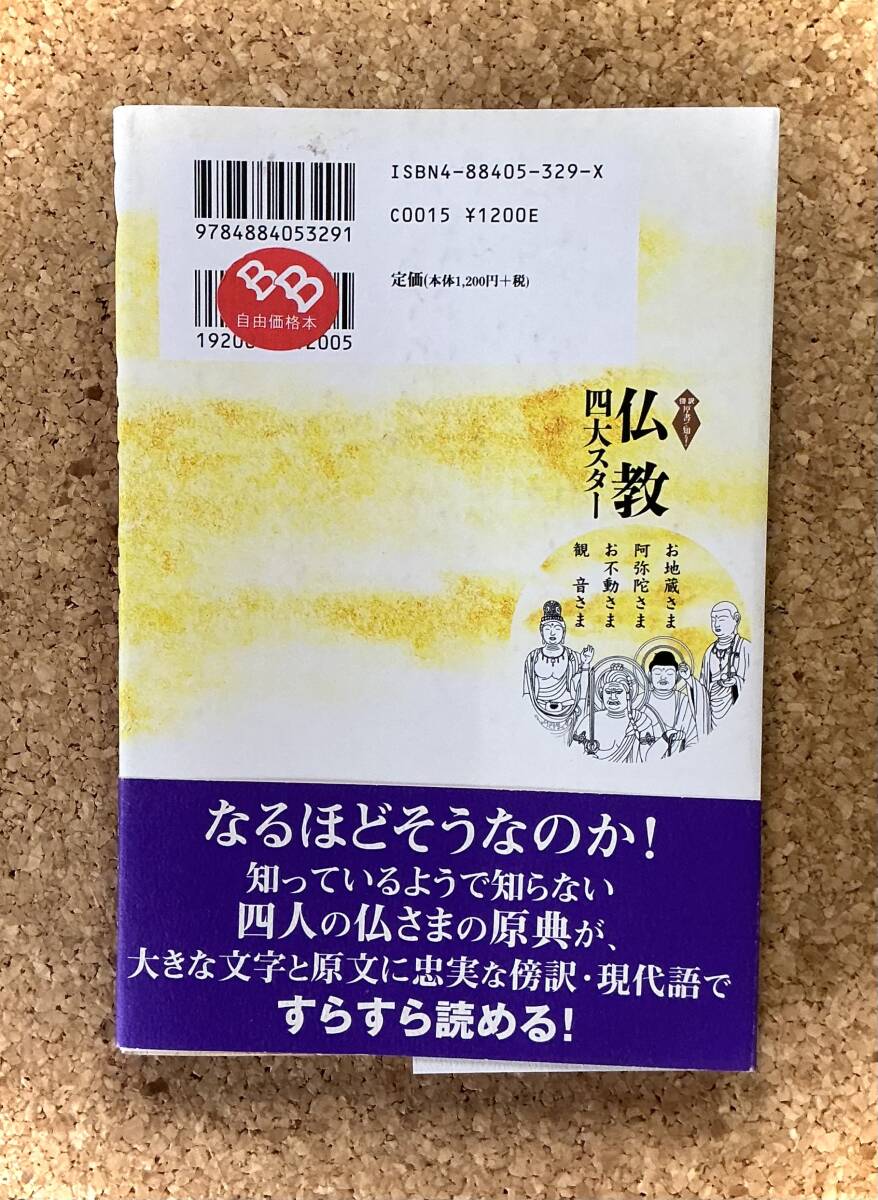 ISBN4-88405-329-X
C0015 ¥1200E
定価(本体1,200円+税)
9784884053291
BB
自由価格本
仏教
四大スター
お地蔵さま
阿弥陀さま
お不動さま
観音さま
なるほどそうなのか!
知っているようで知らない
四人の仏さまの原典が、
大きな文字と原文に忠実な傍訳・現代語で
すらすら読める!